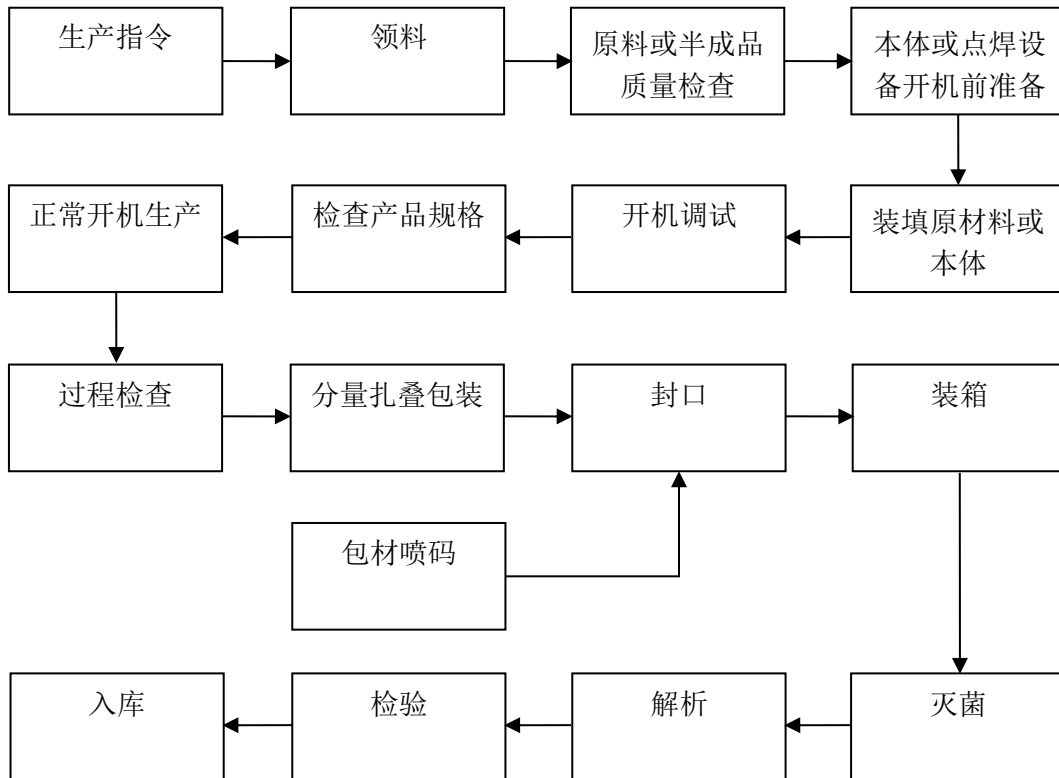 生产指令
领料
原料或半成品
质量检查
本体或点焊设
备开机前准备
正常开机生产
检查产品规格
开机调试
装填原材料或
本体
过程检查
分量扎叠包装
封口
装箱
包材喷码
入库
检验
解析
灭菌